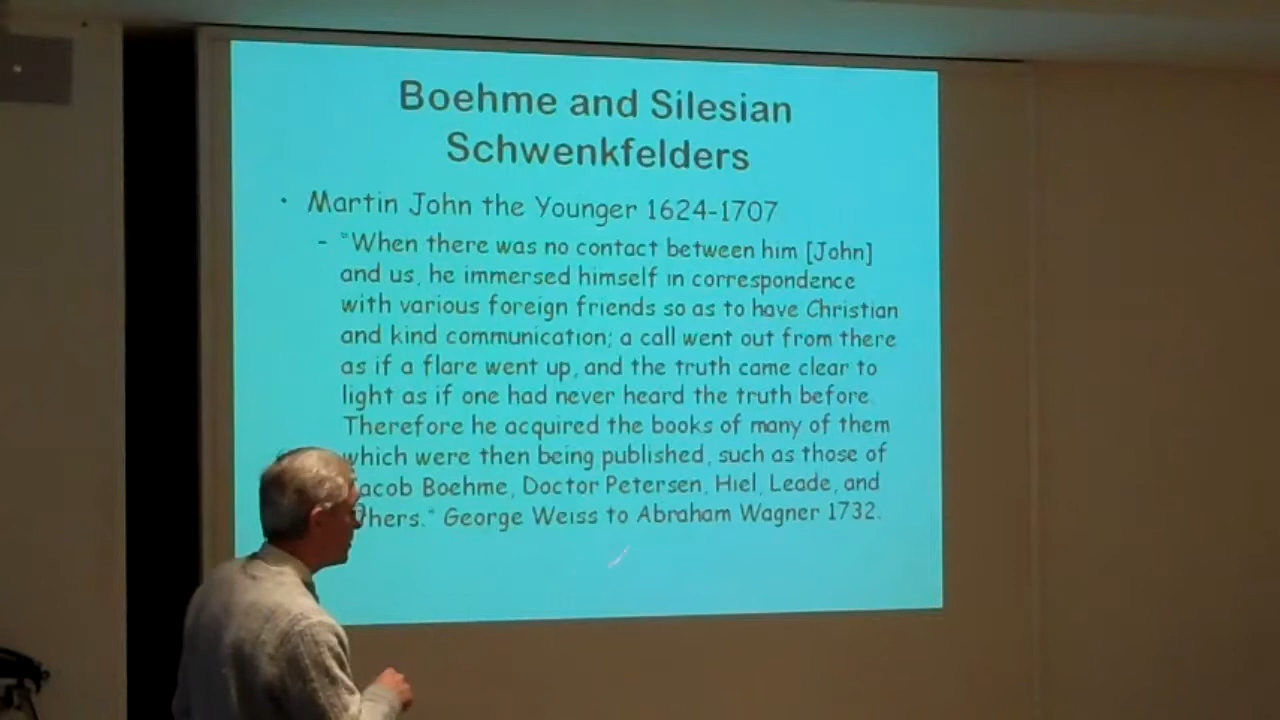 Boehme and Silesian
Schwenkfelders
• Martin John the Younger 1624-1707
- "When there was no contact between him [John]
and us, he immersed himself in correspondence
with various foreign friends so as to have Christian
and kind communication; a call went out from there
as if a flare went up, and the truth came clear to
light as if one had never heard the truth before.
Therefore he acquired the books of many of them
which were then being published, such as those of
Jacob Boehme, Doctor Petersen, Hiel, Leade, and
others." George Weiss to Abraham Wagner 1732.